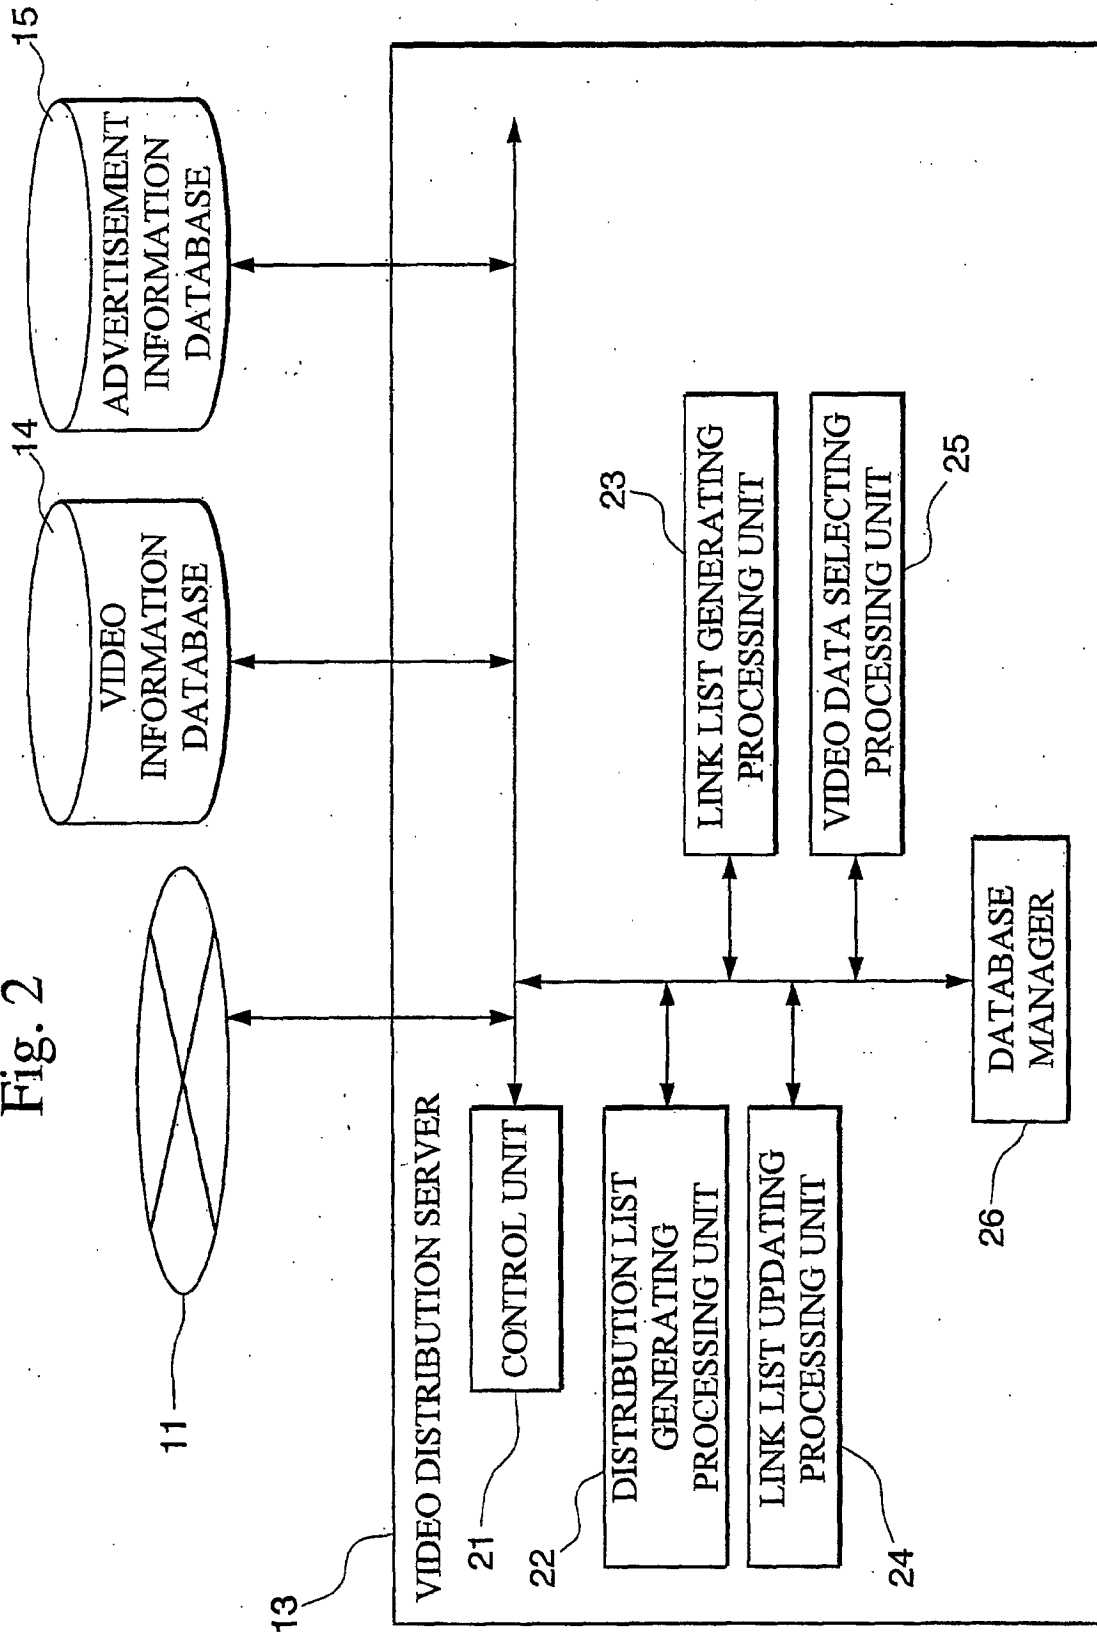 Fig. 2
11
VIDEO
INFORMATION
DATABASE
14
ADVERTISEMENT
INFORMATION
DATABASE
15
13
VIDEO DISTRIBUTION SERVER
CONTROL UNIT
21
DISTRIBUTION LIST
GENERATING
PROCESSING UNIT
22
LINK LIST GENERATING
PROCESSING UNIT
23
LINK LIST UPDATING
PROCESSING UNIT
24
VIDEO DATA SELECTING
PROCESSING UNIT
25
DATABASE
MANAGER
26